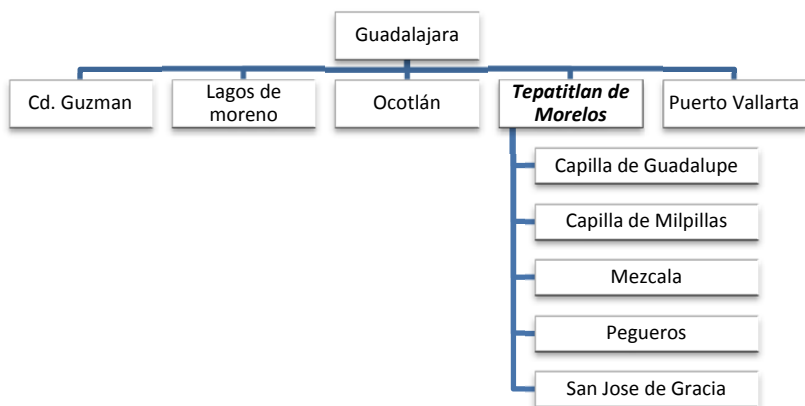 Guadalajara
Cd. Guzman
Lagos de
moreno
Ocotlán
Tepatitlan de
Morelos
Puerto Vallarta
Capilla de Guadalupe
Capilla de Milpillas
Mezcala
Pegueros
San Jose de Gracia